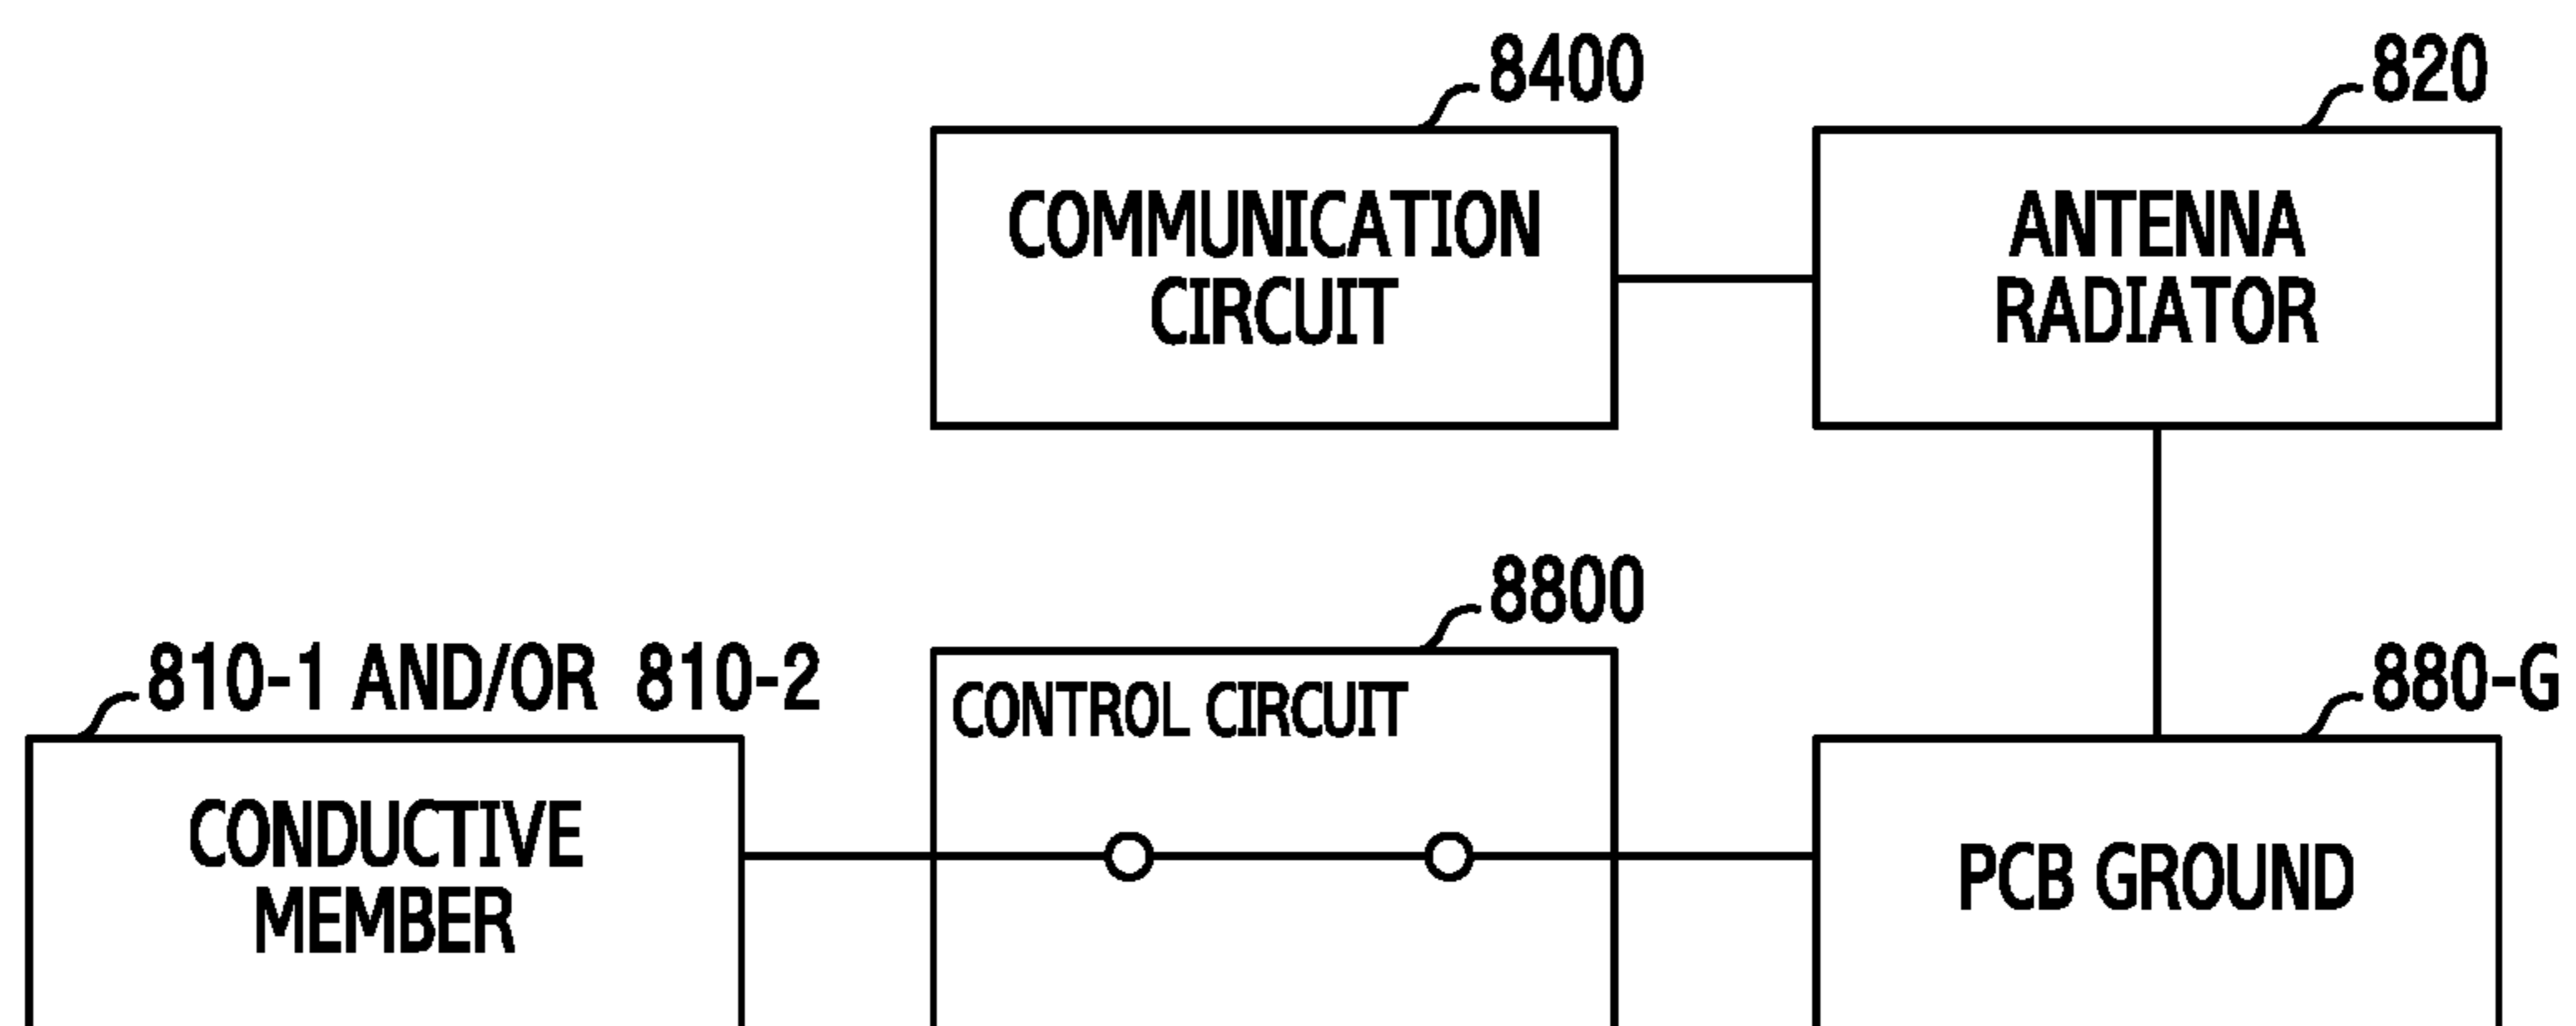 8400
820
COMMUNICATION
CIRCUIT
ANTENNA
RADIATOR
8800
810-1 AND/OR 810-2
880-G
CONTROL CIRCUIT
CONDUCTIVE
MEMBER
PCB GROUND